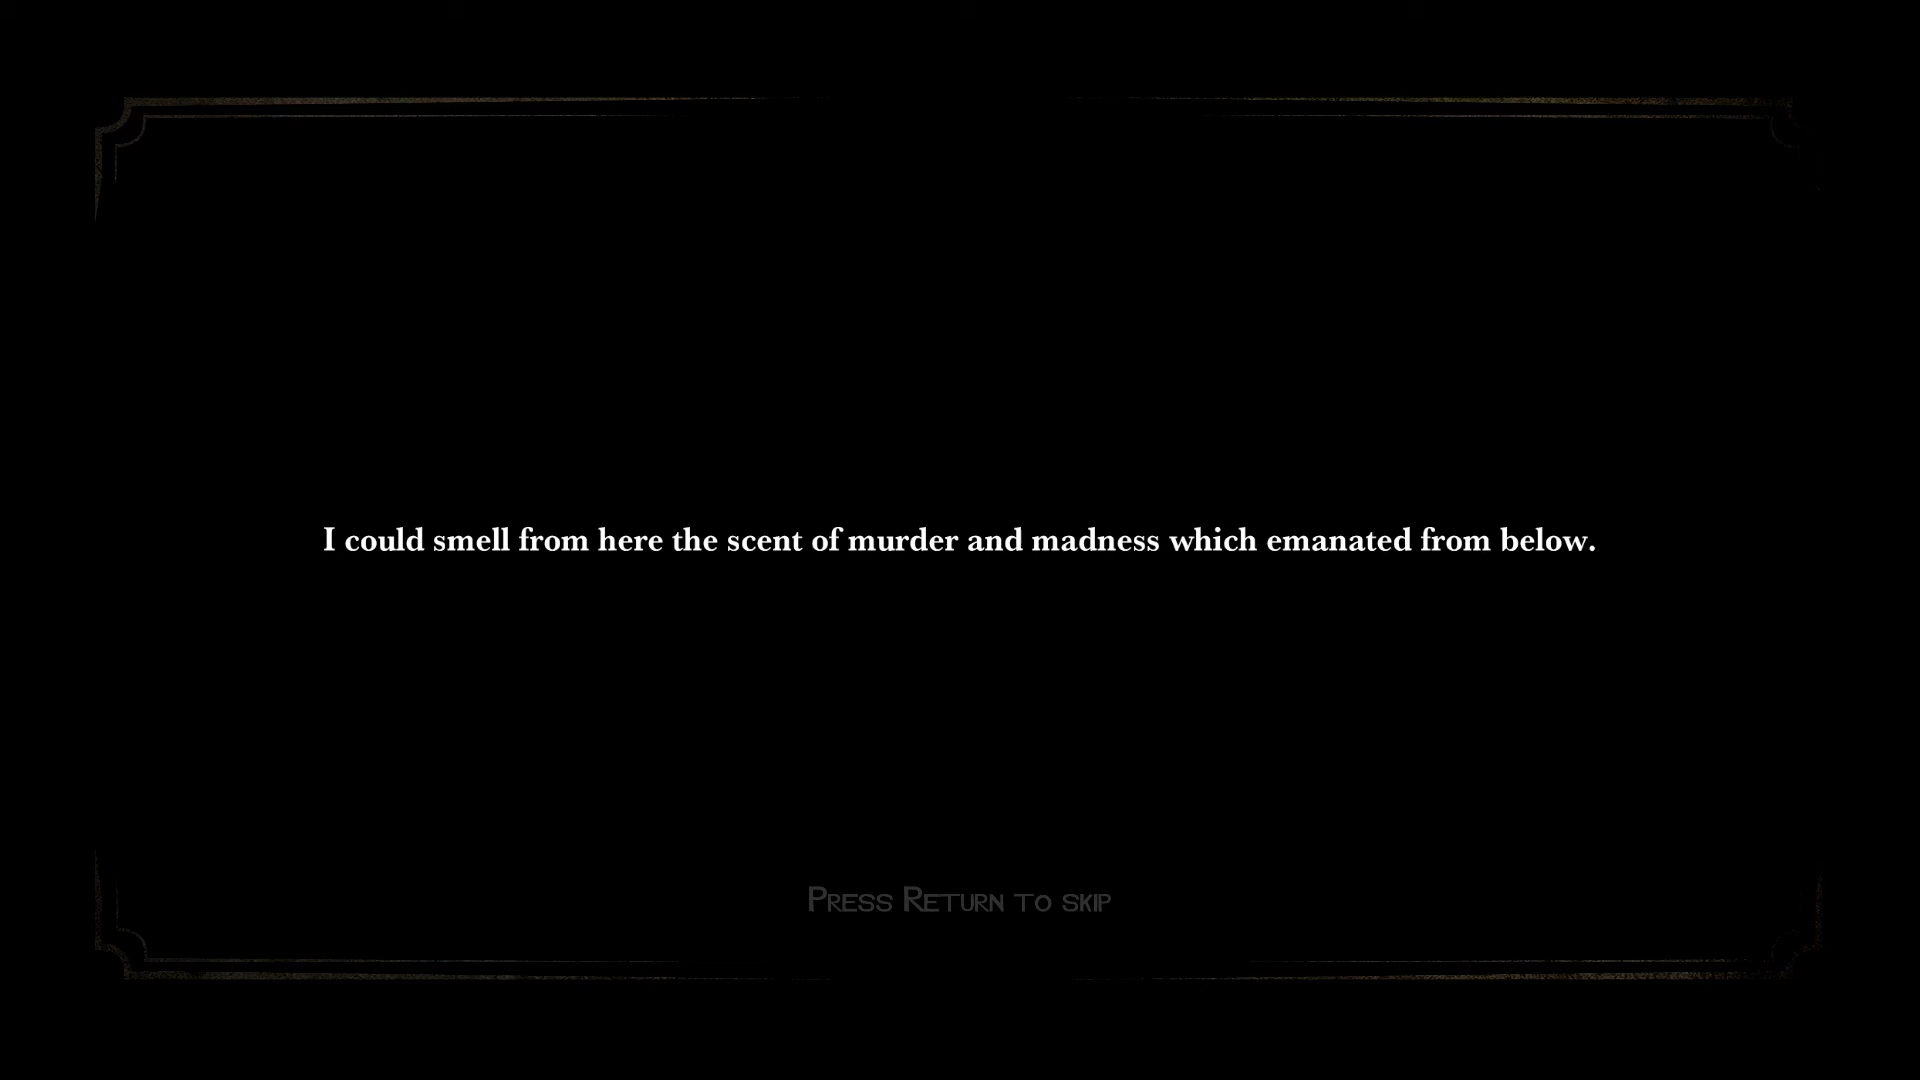 I could smell from here the scent of murder and madness which emanated from below.
Press Return to skip